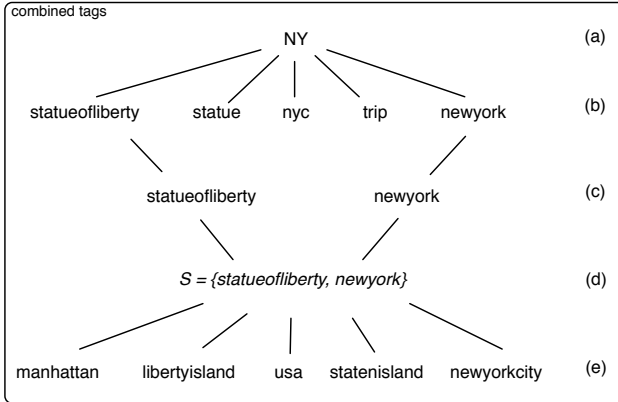 combined tags
NY (a)
statueofliberty statue nyc trip newyork (b)
statueofliberty newyork (c)
S = {statueofliberty, newyork} (d)
manhattan libertyisland usa statenisland newyorkcity (e)